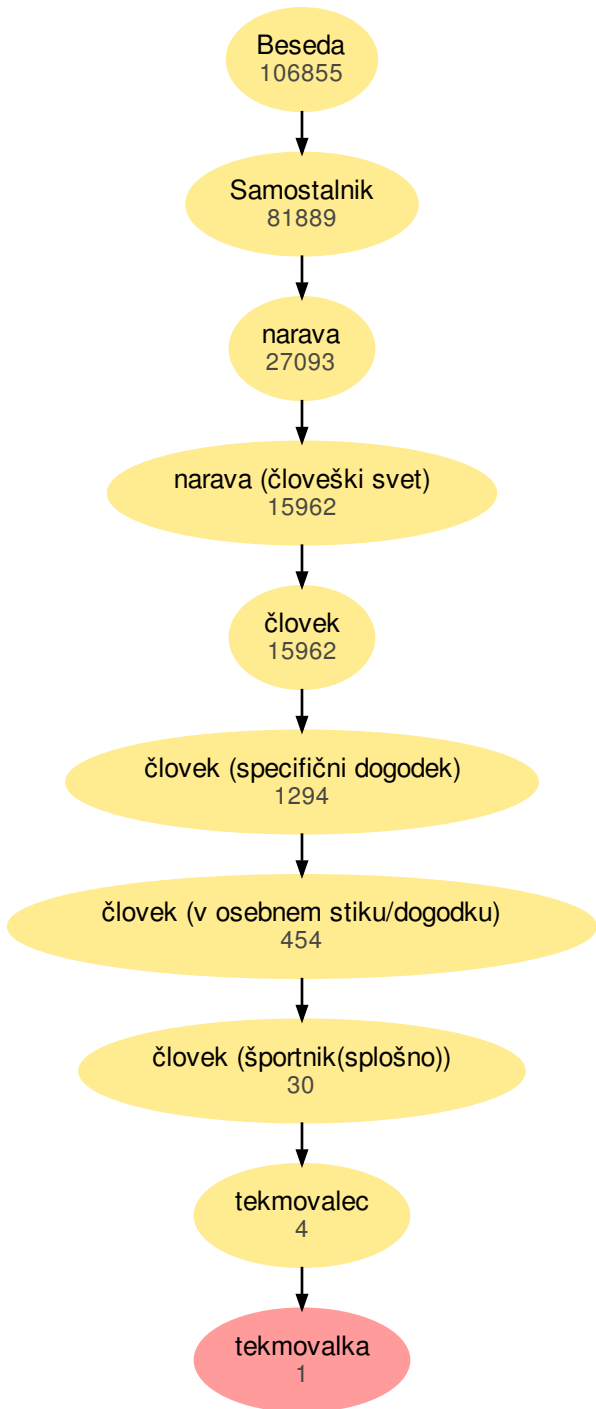 Beseda
106855
Samostalnik
81889
narava
27093
narava (človeški svet)
15962
človek
15962
človek (specifični dogodek)
1294
človek (v osebnem stiku/dogodku)
454
človek (športnik(splošno))
30
tekmovalec
4
tekmovalka
1